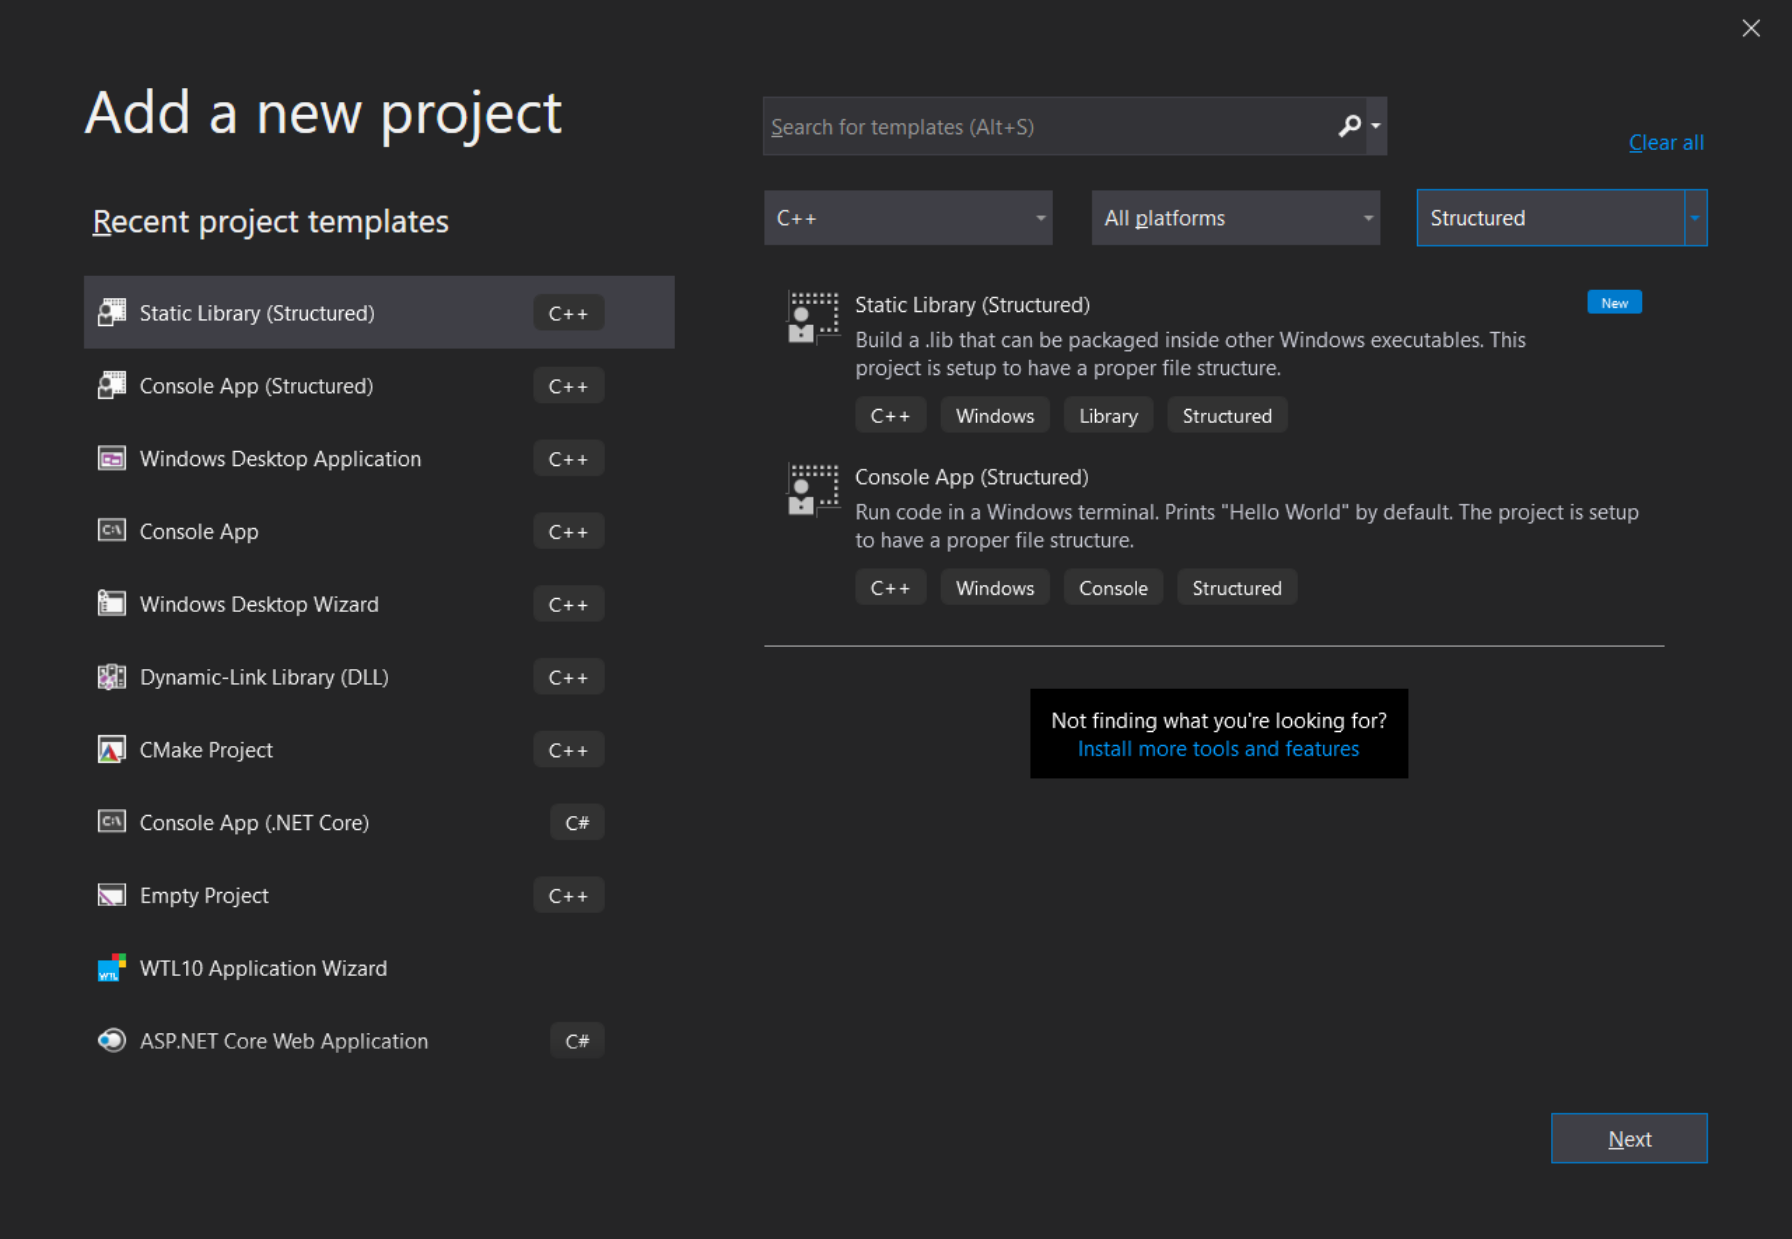 Add a new project
Search for templates (Alt+S)
Clear all
Recent project templates
C++
All platforms
Structured
Static Library (Structured) C++
Console App (Structured) C++
Windows Desktop Application C++
Console App C++
Windows Desktop Wizard C++
Dynamic-Link Library (DLL) C++
CMake Project C++
Console App (.NET Core) C#
Empty Project C++
WTL10 Application Wizard
ASP.NET Core Web Application C#
Static Library (Structured) New
Build a .lib that can be packaged inside other Windows executables. This
project is setup to have a proper file structure.
C++ Windows Library Structured
Console App (Structured)
Run code in a Windows terminal. Prints "Hello World" by default. The project is setup
to have a proper file structure.
C++ Windows Console Structured
Not finding what you're looking for?
Install more tools and features
Next